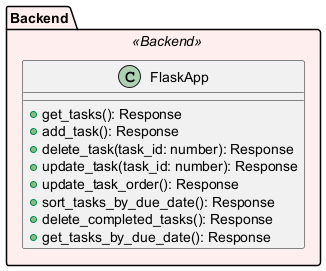 Backend
«Backend»
C FlaskApp
get_tasks(): Response
add_task(): Response
delete_task(task_id: number): Response
update_task(task_id: number): Response
update_task_order(): Response
sort_tasks_by_due_date(): Response
delete_completed_tasks(): Response
get_tasks_by_due_date(): Response